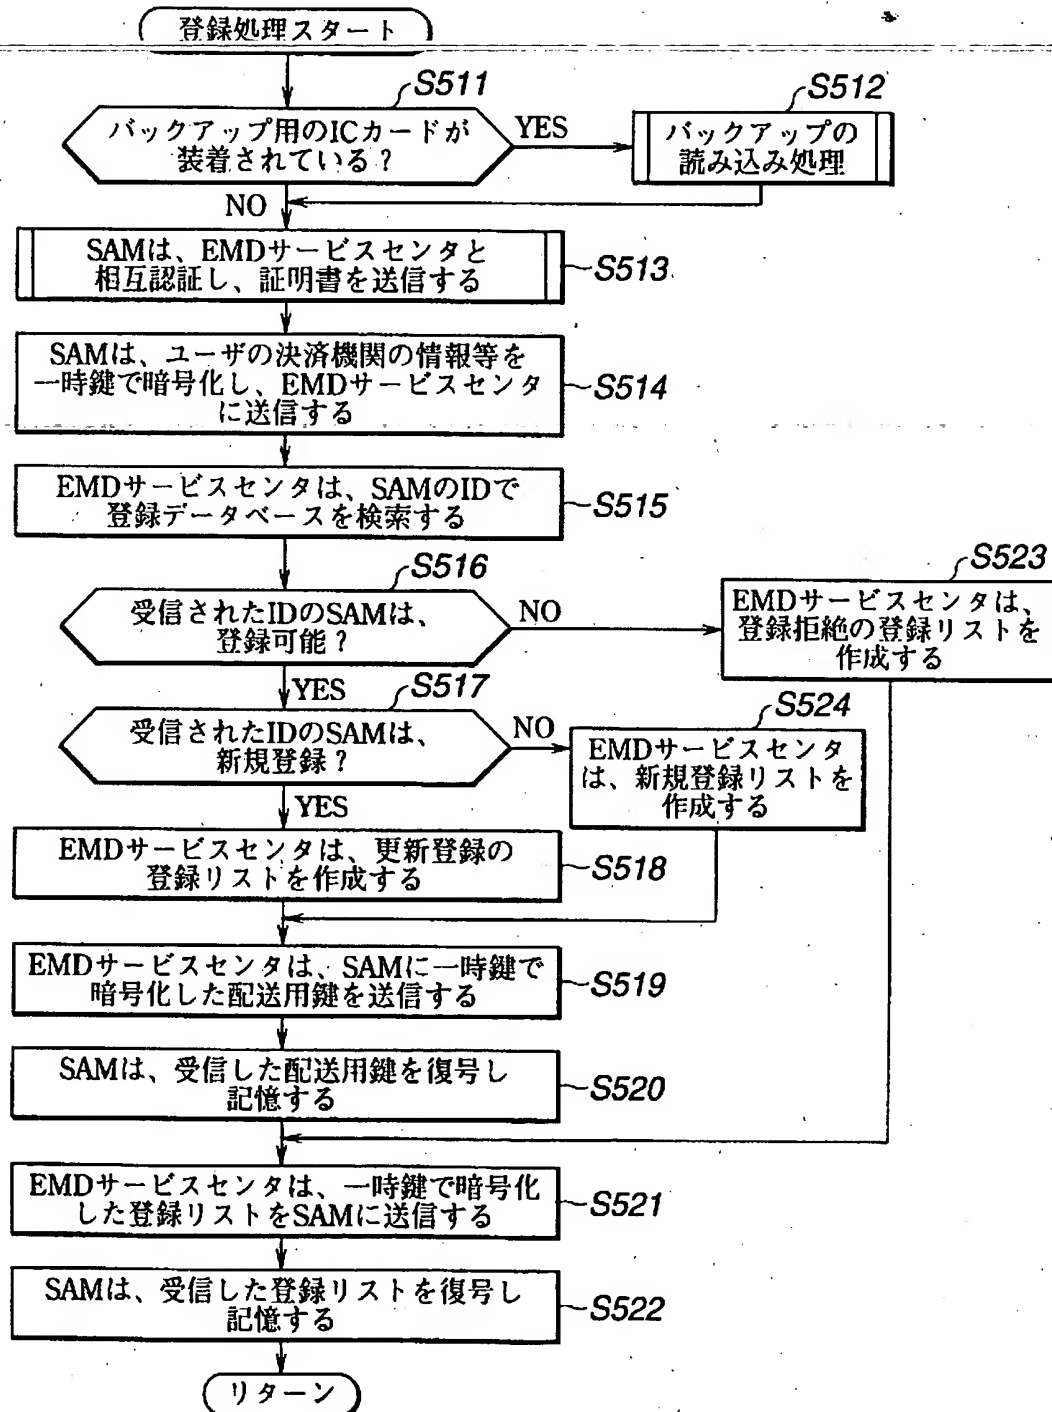 登録処理スタート
S511
バックアップ用のICカードが
装着されている?
YES
S512
バックアップの
読み込み処理
NO
SAMは、EMDサービスセンタと
相互認証し、証明書を送信する
S513
SAMは、ユーザの決済機関の情報等を
一時鍵で暗号化し、EMDサービスセンタ
に送信する
S514
EMDサービスセンタは、SAMのIDで
登録データベースを検索する
S515
S516
受信されたIDのSAMは、
登録可能?
NO
S523
EMDサービスセンタは、
登録拒絶の登録リストを
作成する
YES
S517
受信されたIDのSAMは、
新規登録?
NO
S524
EMDサービスセンタ
は、新規登録リストを
作成する
YES
EMDサービスセンタは、更新登録の
登録リストを作成する
S518
EMDサービスセンタは、SAMに一時鍵で
暗号化した配送用鍵を送信する
S519
SAMは、受信した配送用鍵を復号し
記憶する
S520
EMDサービスセンタは、一時鍵で暗号化
した登録リストをSAMに送信する
S521
SAMは、受信した登録リストを復号し
記憶する
S522
リターン